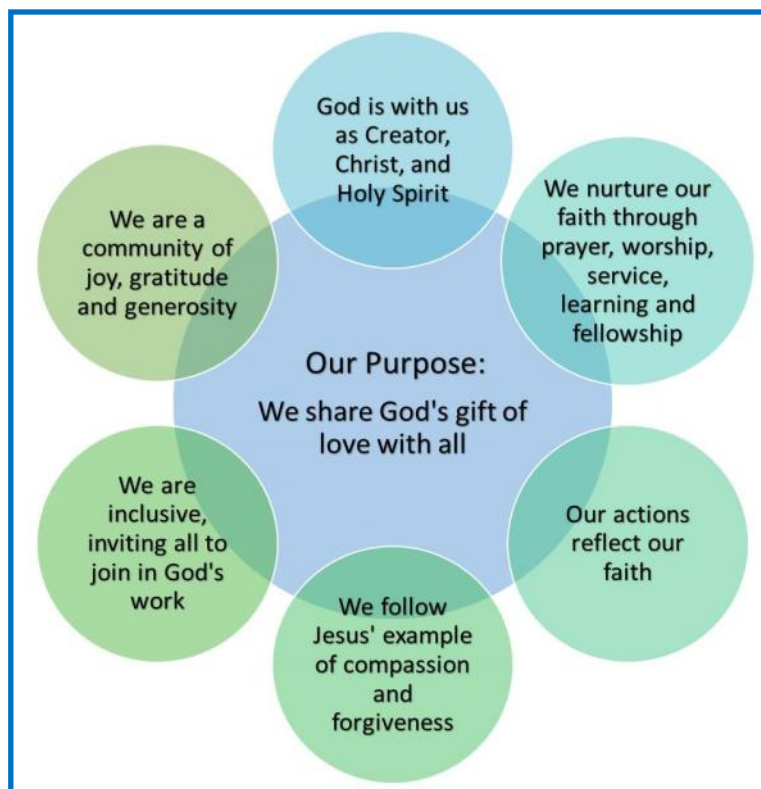 God is with us
as Creator,
Christ, and
Holy Spirit
We nurture our
faith through
prayer, worship,
service,
learning and
fellowship
Our actions
reflect our
faith
We follow
Jesus' example
of compassion
and
forgiveness
We are
inclusive,
inviting all to
join in God's
work
We are a
community of
joy, gratitude
and generosity
Our Purpose:
We share God's gift of
love with all